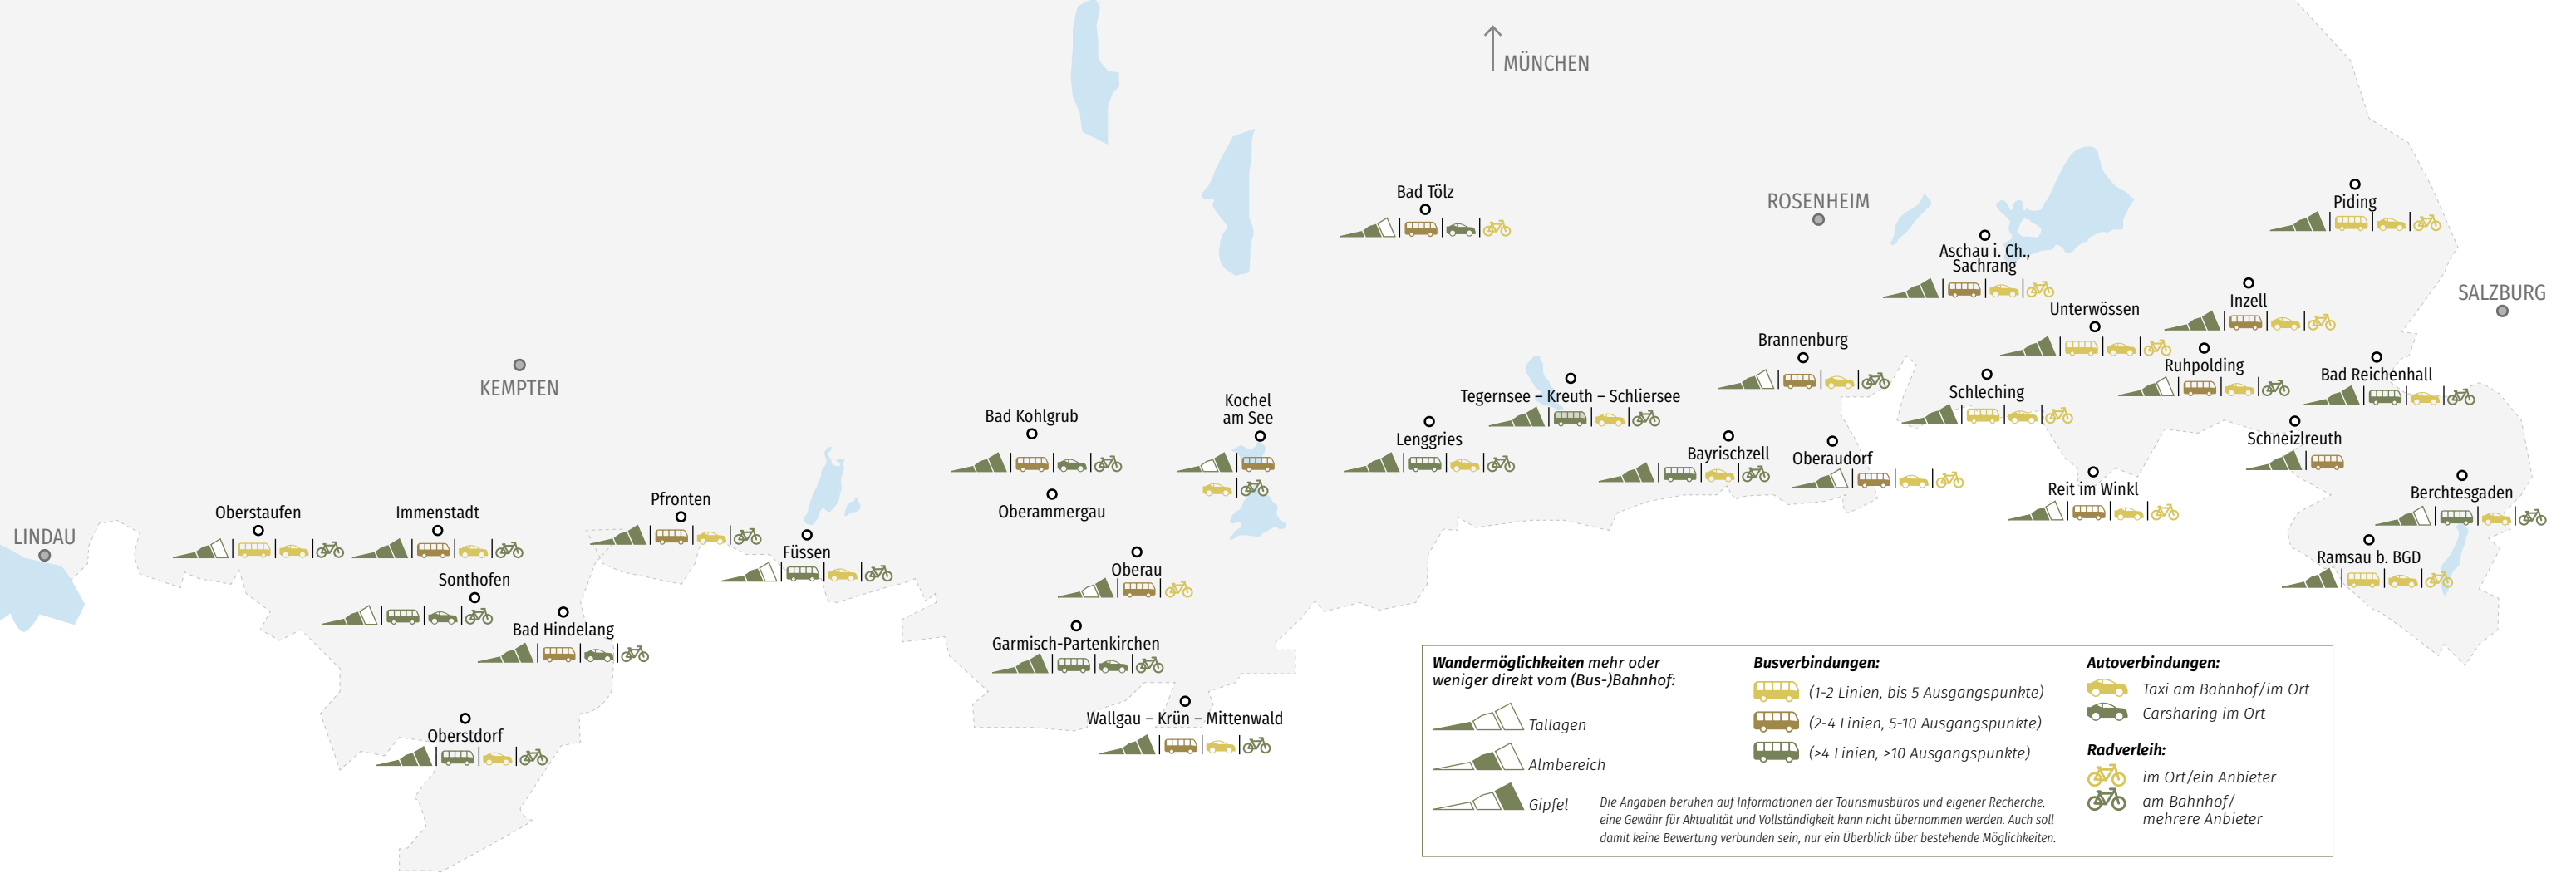 MÜNCHEN
Bad Tölz
ROSENHEIM
Piding
Aschau i. Ch.,
Sachrang
SALZBURG
Inzell
Unterwössen
Brannenburg
Ruhpolding
Bad Reichenhall
KEMPTEN
Tegernsee – Kreuth – Schliersee
Schleching
Kochel
am See
Bad Kohlgrub
Lenggries
Bayrischzell
Oberaudorf
Schneizlreuth
Reit im Winkl
Berchtesgaden
Pfronten
Oberammergau
Oberstaufen
Immenstadt
LINDAU
Füssen
Ramsau b. BGD
Oberau
Sonthofen
Bad Hindelang
Garmisch-Partenkirchen
Wallgau – Krün – Mittenwald
Oberstdorf
Wandermöglichkeiten mehr oder
weniger direkt vom (Bus-)Bahnhof:
Tallagen
Almbereich
Gipfel
Busverbindungen:
(1-2 Linien, bis 5 Ausgangspunkte)
(2-4 Linien, 5-10 Ausgangspunkte)
(>4 Linien, >10 Ausgangspunkte)
Autoverbindungen:
Taxi am Bahnhof/im Ort
Carsharing im Ort
Radverleih:
im Ort/ein Anbieter
am Bahnhof/
mehrere Anbieter
Die Angaben beruhen auf Informationen der Tourismusbüros und eigener Recherche,
eine Gewähr für Aktualität und Vollständigkeit kann nicht übernommen werden. Auch soll
damit keine Bewertung verbunden sein, nur ein Überblick über bestehende Möglichkeiten.